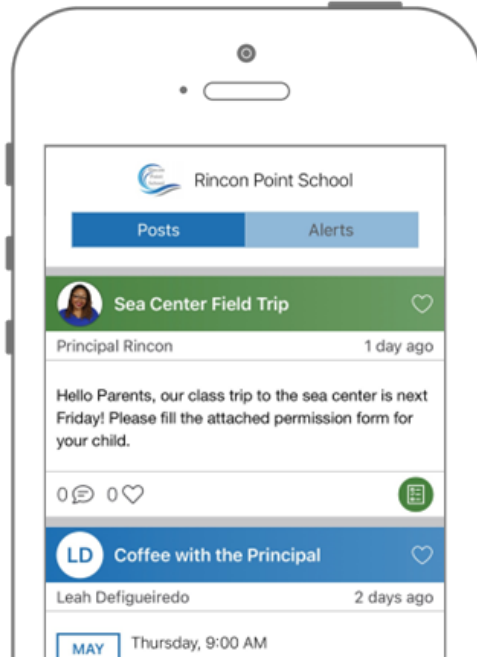 Rincon Point School
Posts
Alerts
Sea Center Field Trip
Principal Rincon
1 day ago
Hello Parents, our class trip to the sea center is next
Friday! Please fill the attached permission form for
your child.
0 0
LD
Coffee with the Principal
Leah Defigueiredo
2 days ago
MAY
Thursday, 9:00 AM